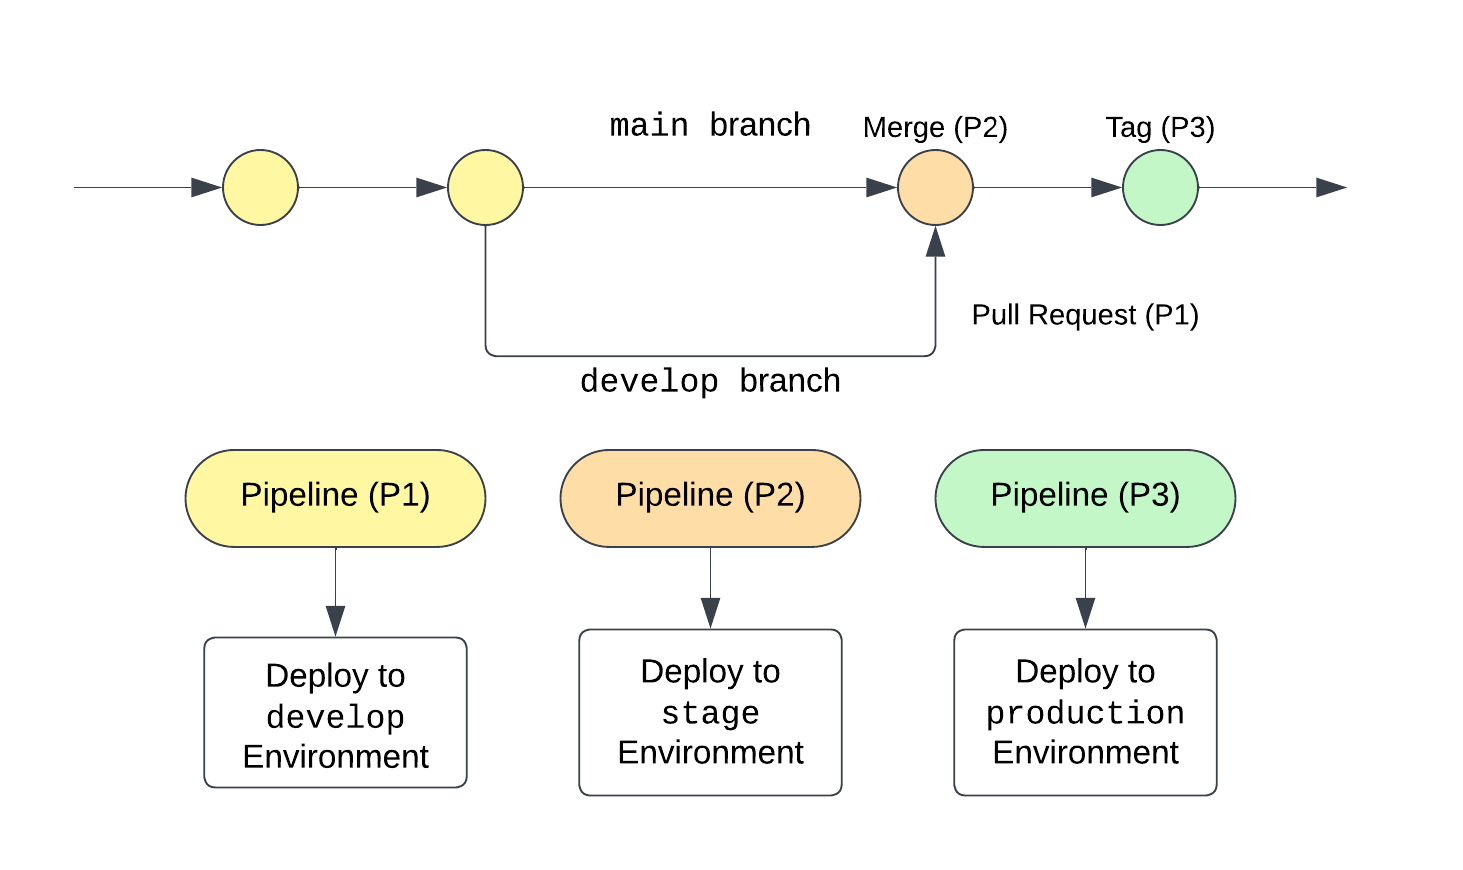 main branch
Merge (P2)
Tag (P3)
Pull Request (P1)
develop branch
Pipeline (P1)
Pipeline (P2)
Pipeline (P3)
Deploy to
develop
Environment
Deploy to
stage
Environment
Deploy to
production
Environment